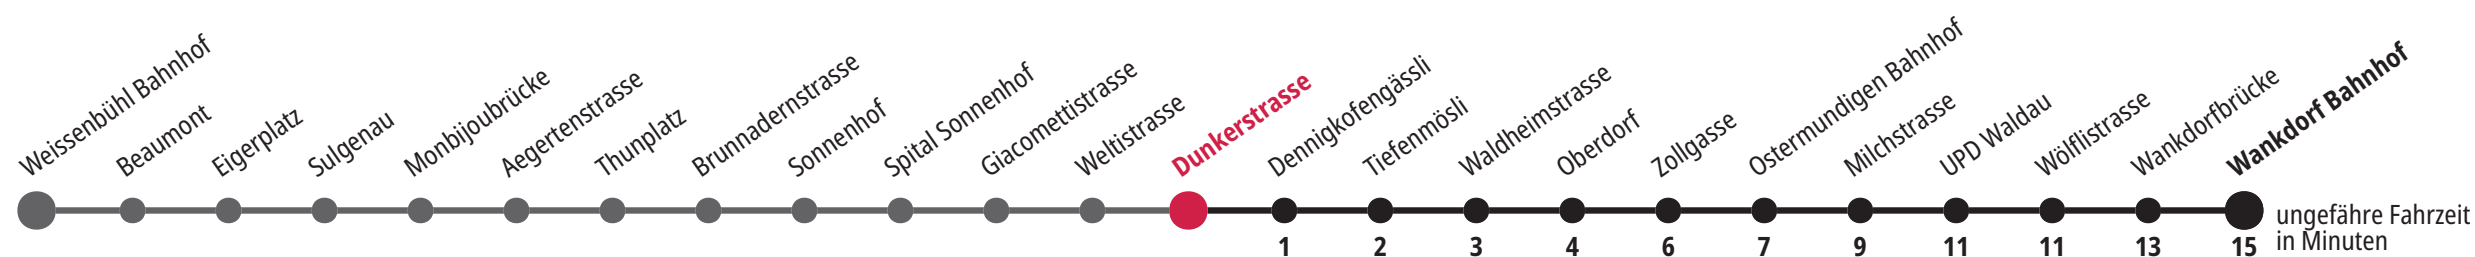 Weissenbühl Bahnhof
Beaumont
Eigerplatz
Sulgenau
Monbijoubrücke
Aegertenstrasse
Thunplatz
Brunnadernstrasse
Sonnenhof
Spital Sonnenhof
Giacomettistrasse
Weltistrasse
Dunkerstrasse
Dennigkofengässli
Tiefenmösli
Waldheimstrasse
Oberdorf
Zollgasse
Ostermundigen Bahnhof
Milchstrasse
UPD Waldau
Wölflistrasse
Wankdorfbrücke
Wankdorf Bahnhof
1 2 3 4 6 7 9 11 11 13 15
ungefähre Fahrzeit
in Minuten